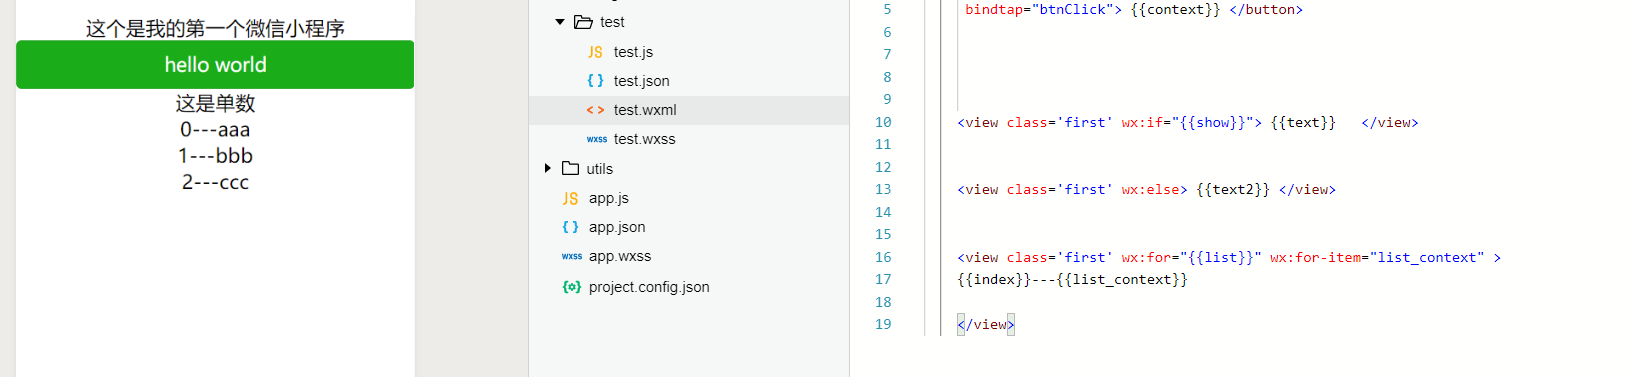 这个是我的第一个微信小程序
hello world
这是单数
0---aaa
1---bbb
2---ccc
test
JS test.js
{ } test.json
< > test.wxml
wxss test.wxss
utils
JS app.js
{ } app.json
wxss app.wxss
project.config.json
5 bindtap="btnClick"> {{context}} </button>
6
7
8
9
10 <view class='first' wx:if="{{show}}"> {{text}}   </view>
11
12
13 <view class='first' wx:else> {{text2}} </view>
14
15
16 <view class='first' wx:for="{{list}}" wx:for-item="list_context" >
17 {{index}}---{{list_context}}
18
19 </view>